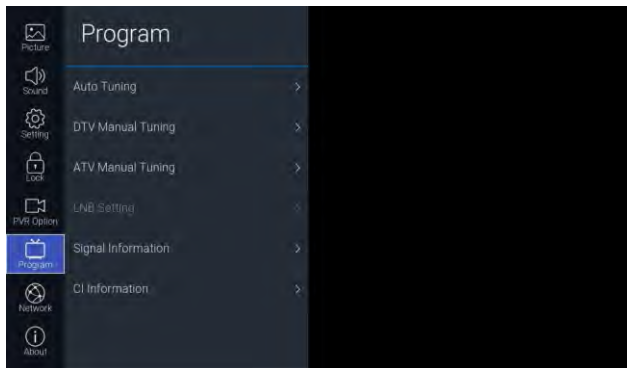 Program
Picture
Sound
Setting
Lock
PVR Option
Program
Network
About
Auto Tuning
DTV Manual Tuning
ATV Manual Tuning
LNB Setting
Signal Information
CI Information